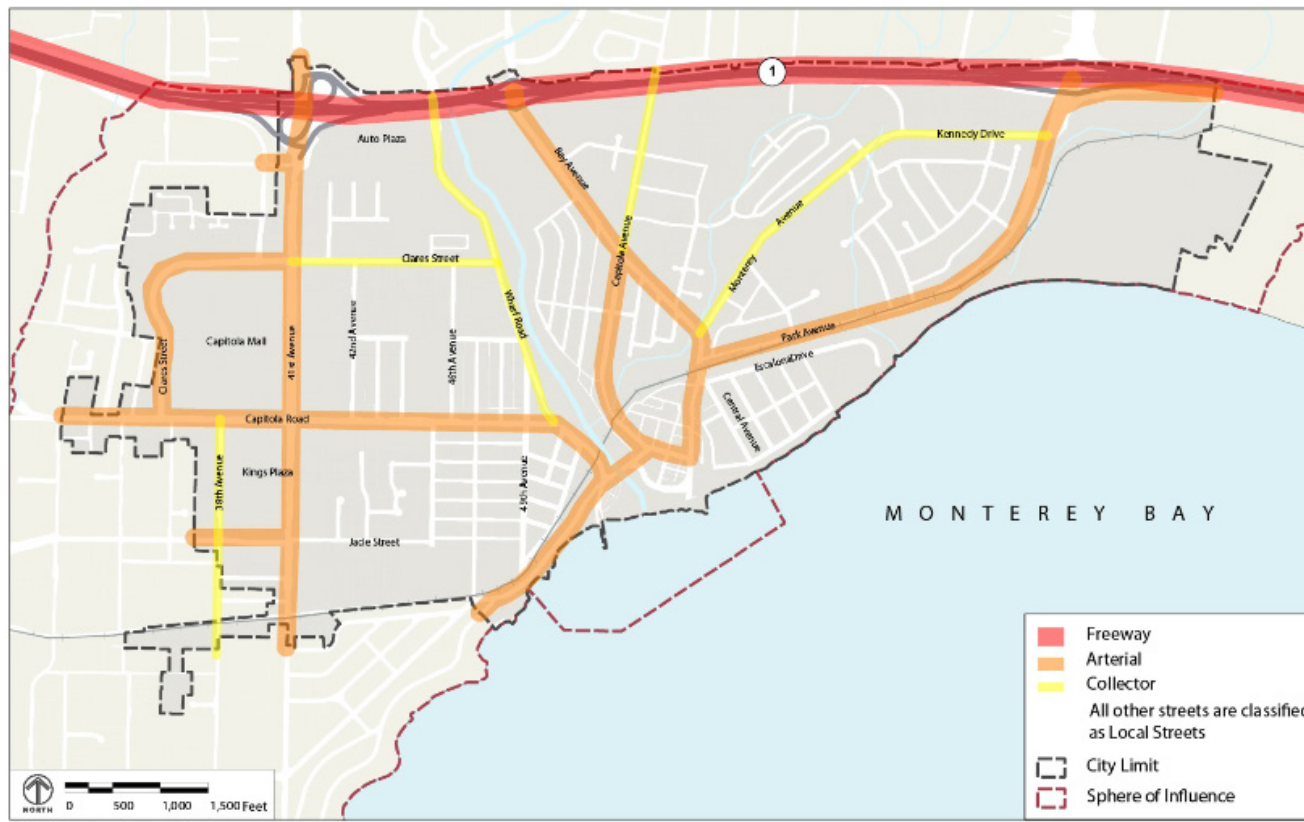 1
Auto Plaza
Kennedy Drive
Bay Avenue
Avenue
Capitola Avenue
Clares Street
Monterey
Wharf Road
42nd Avenue
Park Avenue
Capitola Mall
41st Avenue
Clares Street
46th Avenue
EscalonaDrive
Central Avenue
Capitola Road
Kings Plaza
38th Avenue
49th Avenue
MONTEREY BAY
Jade Street
Freeway
Arterial
Collector
All other streets are classified
as Local Streets
City Limit
Sphere of Influence
NORTH
0 500 1,000 1,500 Feet